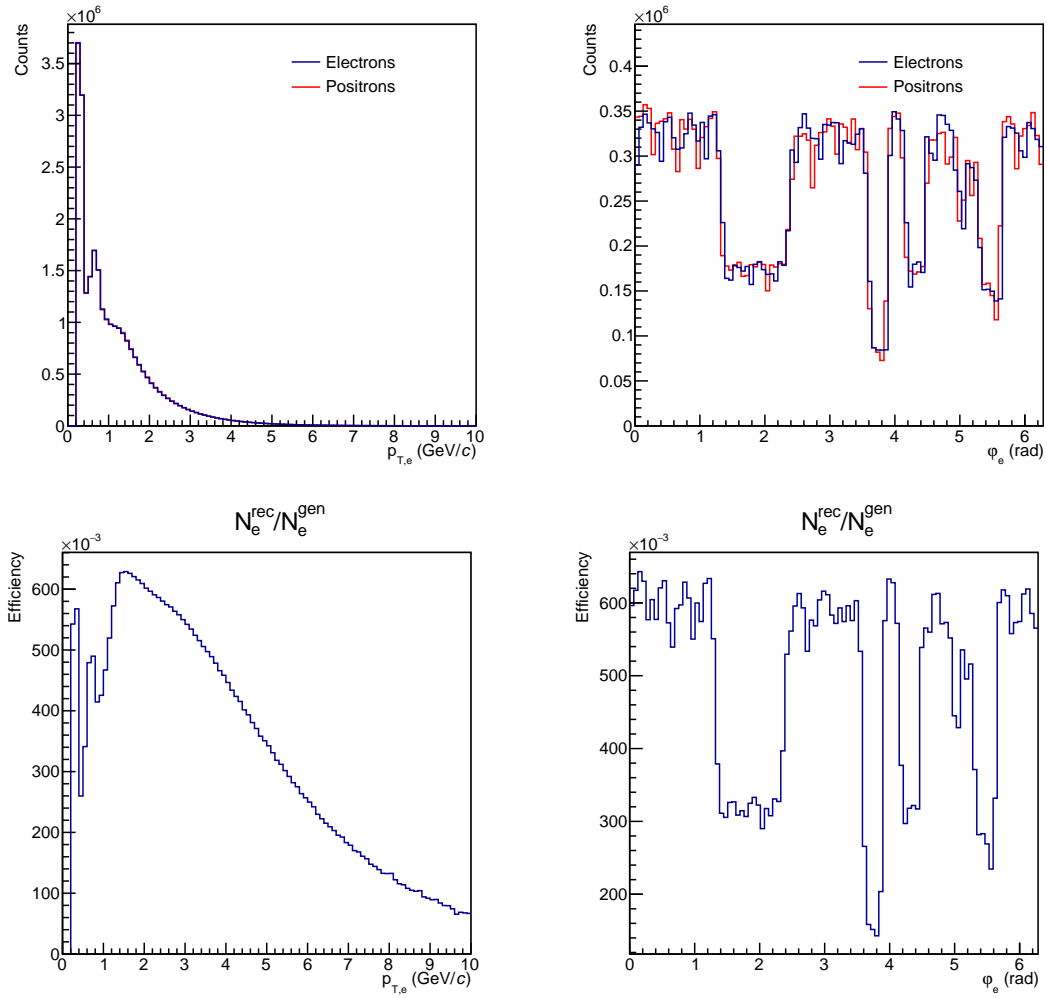 ×10⁶
Counts
Electrons
Positrons
3.5
3
2.5
2
1.5
1
0.5
0
0 1 2 3 4 5 6 7 8 9 10
p_T,e (GeV/c)
×10⁶
Counts
Electrons
Positrons
0.4
0.35
0.3
0.25
0.2
0.15
0.1
0.05
0
0 1 2 3 4 5 6
φ_e (rad)
N_e^rec/N_e^gen
×10⁻³
Efficiency
600
500
400
300
200
100
0
0 1 2 3 4 5 6 7 8 9 10
p_T,e (GeV/c)
N_e^rec/N_e^gen
×10⁻³
Efficiency
600
500
400
300
200
0 1 2 3 4 5 6
φ_e (rad)